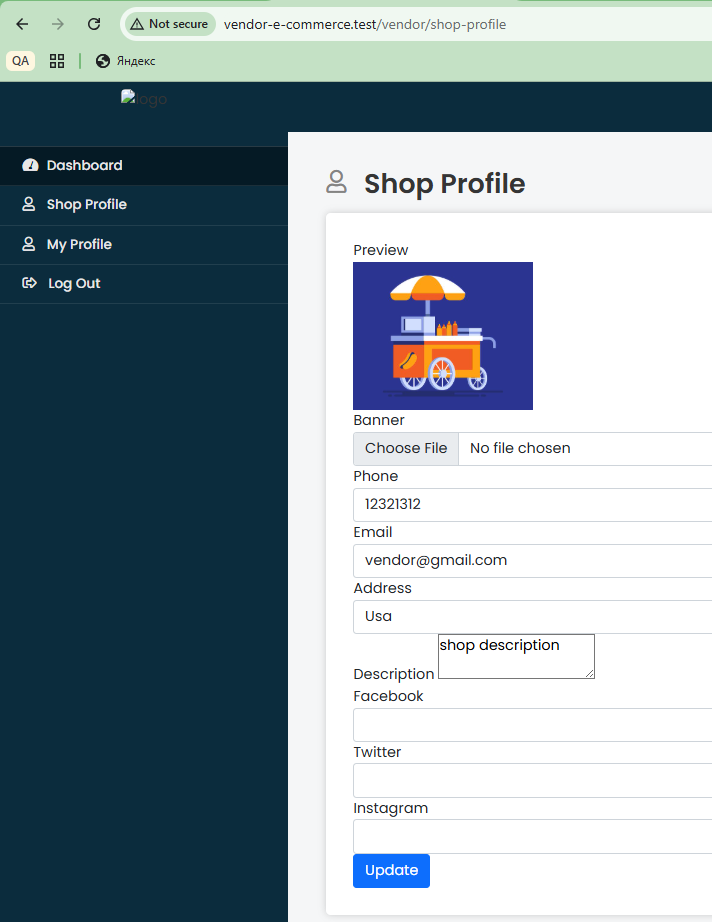 Not secure
vendor-e-commerce.test/vendor/shop-profile
QA
Яндекс
logo
Dashboard
Shop Profile
My Profile
Log Out
Shop Profile
Preview
Banner
Choose File No file chosen
Phone
12321312
Email
vendor@gmail.com
Address
Usa
Description shop description
Facebook
Twitter
Instagram
Update